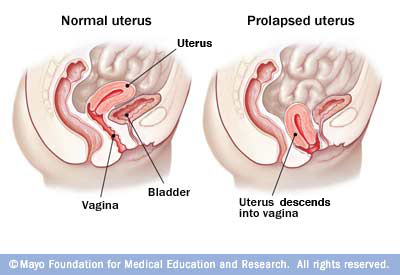 Normal uterus
Prolapsed uterus
Uterus
Bladder
Vagina
Uterus descends
into vagina
© Mayo Foundation for Medical Education and Research. All rights reserved.